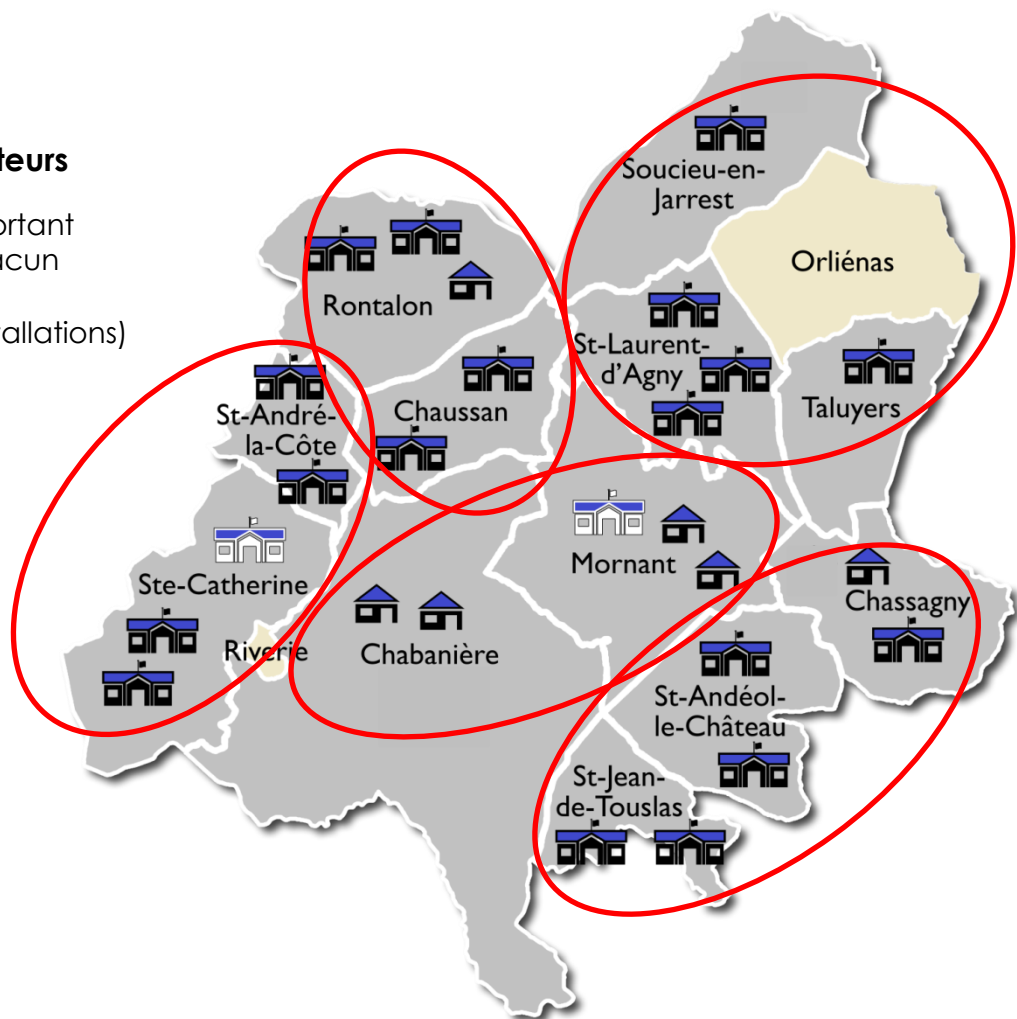 teurs
ortant
acun
tallations)
Soucieu-en-
Jarrest
Orliénas
Rontalon
St-Laurent-
d'Agny
Taluyers
St-André-
la-Côte
Chaussan
Mornant
Ste-Catherine
Chassagny
Riverie
Chabanière
St-Andéol-
le-Château
St-Jean-
de-Touslas